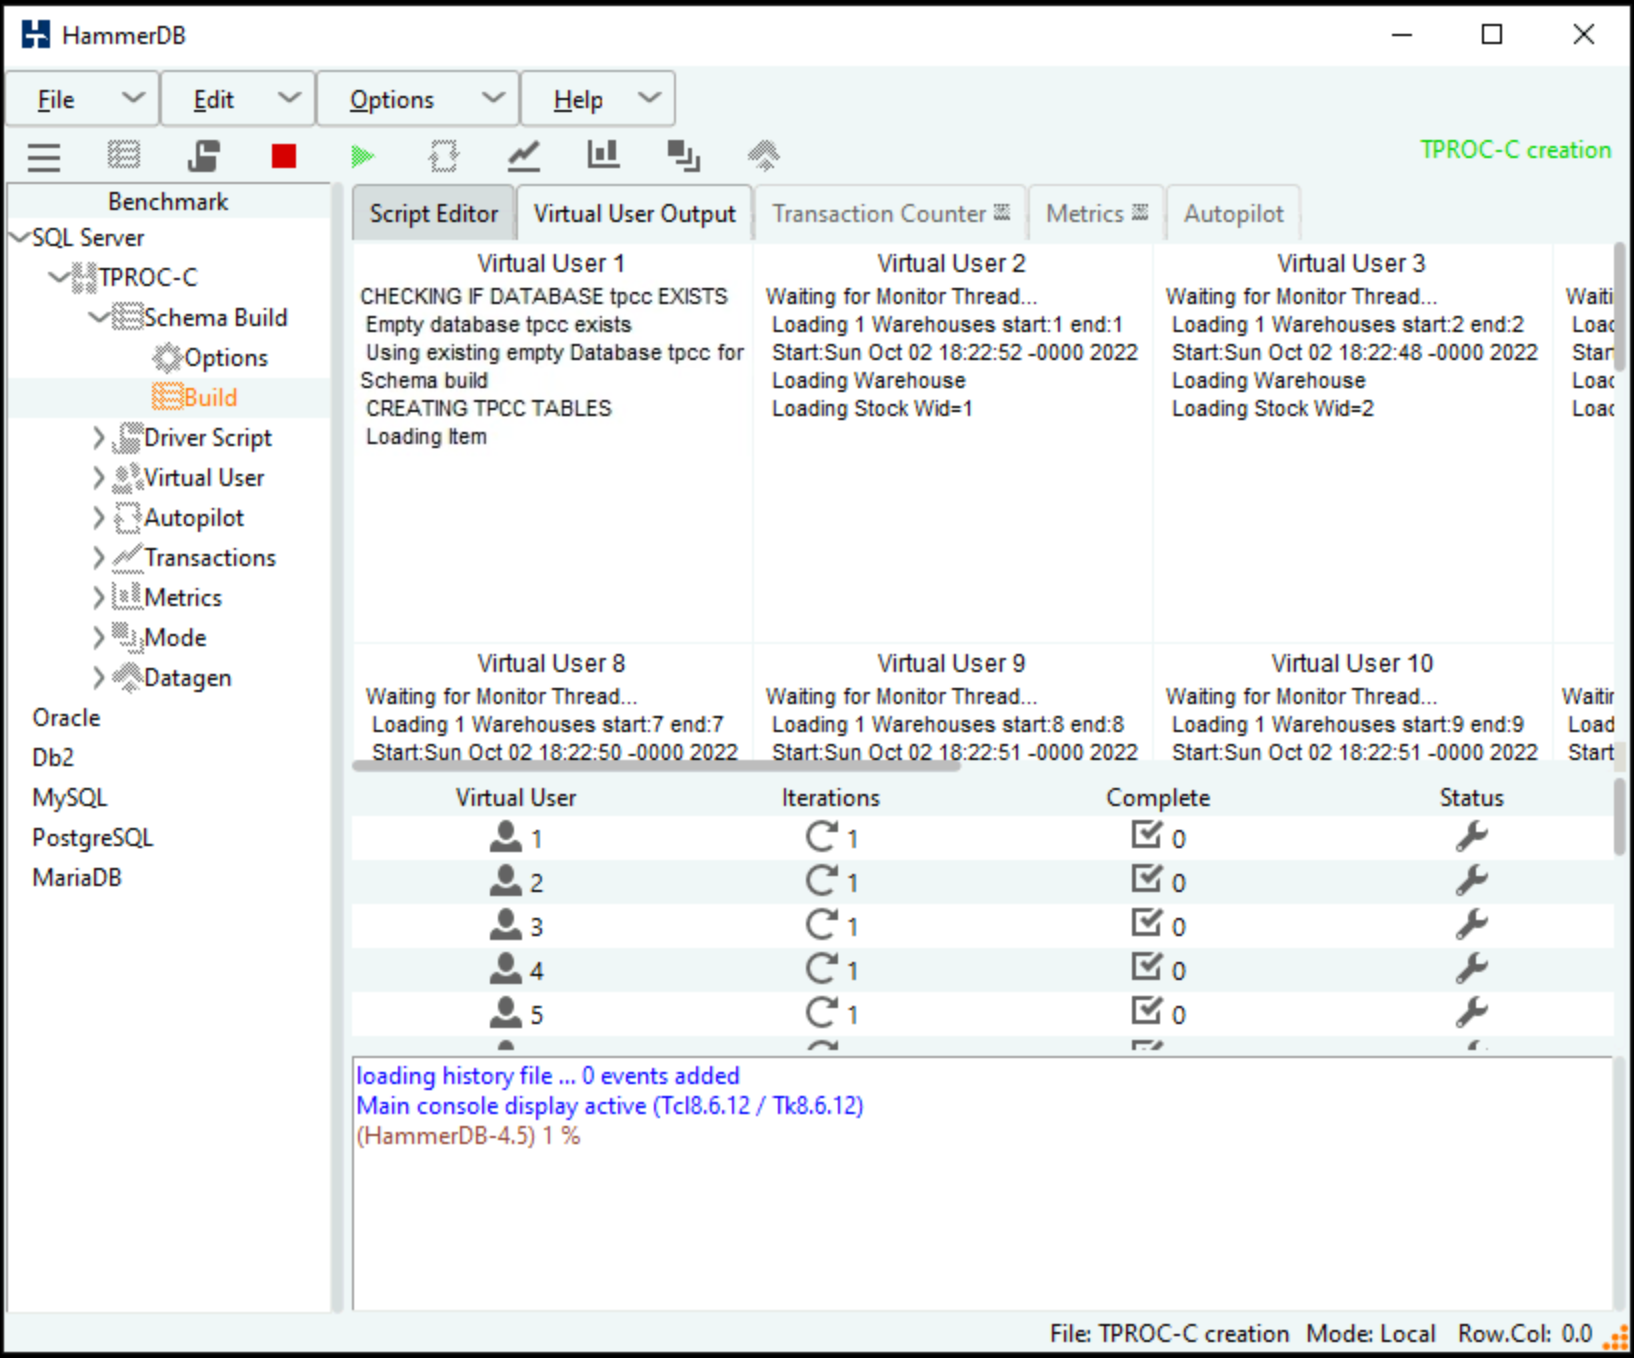 HammerDB
File Edit Options Help
TPROC-C creation
Benchmark
SQL Server
TPROC-C
Schema Build
Options
Build
Driver Script
Virtual User
Autopilot
Transactions
Metrics
Mode
Datagen
Oracle
Db2
MySQL
PostgreSQL
MariaDB
Script Editor Virtual User Output Transaction Counter Metrics Autopilot
Virtual User 1
CHECKING IF DATABASE tpcc EXISTS
Empty database tpcc exists
Using existing empty Database tpcc for
Schema build
CREATING TPCC TABLES
Loading Item
Virtual User 2
Waiting for Monitor Thread...
Loading 1 Warehouses start:1 end:1
Start:Sun Oct 02 18:22:52 -0000 2022
Loading Warehouse
Loading Stock Wid=1
Virtual User 3
Waiting for Monitor Thread...
Loading 1 Warehouses start:2 end:2
Start:Sun Oct 02 18:22:48 -0000 2022
Loading Warehouse
Loading Stock Wid=2
Virtual User 8
Waiting for Monitor Thread...
Loading 1 Warehouses start:7 end:7
Start:Sun Oct 02 18:22:50 -0000 2022
Virtual User 9
Waiting for Monitor Thread...
Loading 1 Warehouses start:8 end:8
Start:Sun Oct 02 18:22:51 -0000 2022
Virtual User 10
Waiting for Monitor Thread...
Loading 1 Warehouses start:9 end:9
Start:Sun Oct 02 18:22:51 -0000 2022
Virtual User Iterations Complete Status
1 1 0
2 1 0
3 1 0
4 1 0
5 1 0
loading history file ... 0 events added
Main console display active (Tcl8.6.12 / Tk8.6.12)
(HammerDB-4.5) 1 %
File: TPROC-C creation Mode: Local Row.Col: 0.0